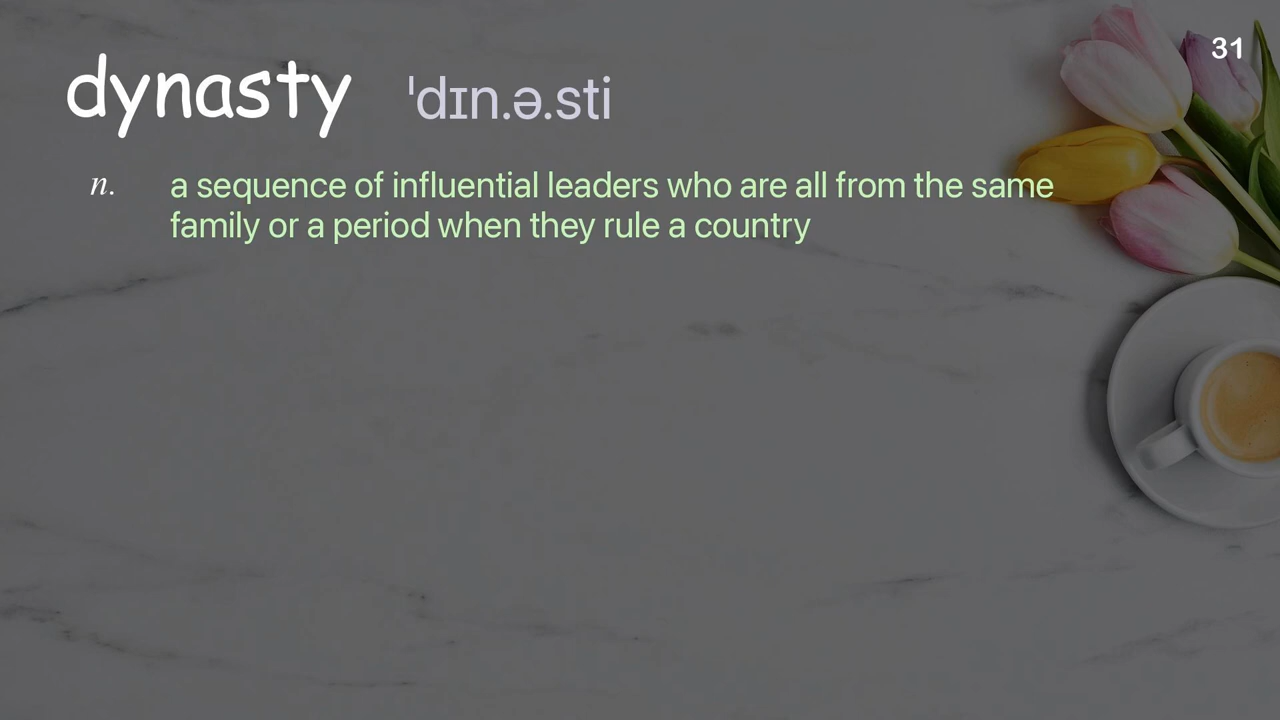 31
dynasty ˈdɪn.ə.sti
n. a sequence of influential leaders who are all from the same
family or a period when they rule a country